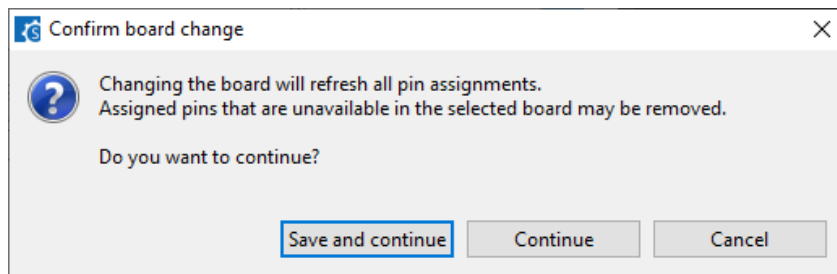 Confirm board change
Changing the board will refresh all pin assignments.
Assigned pins that are unavailable in the selected board may be removed.
Do you want to continue?
Save and continue
Continue
Cancel